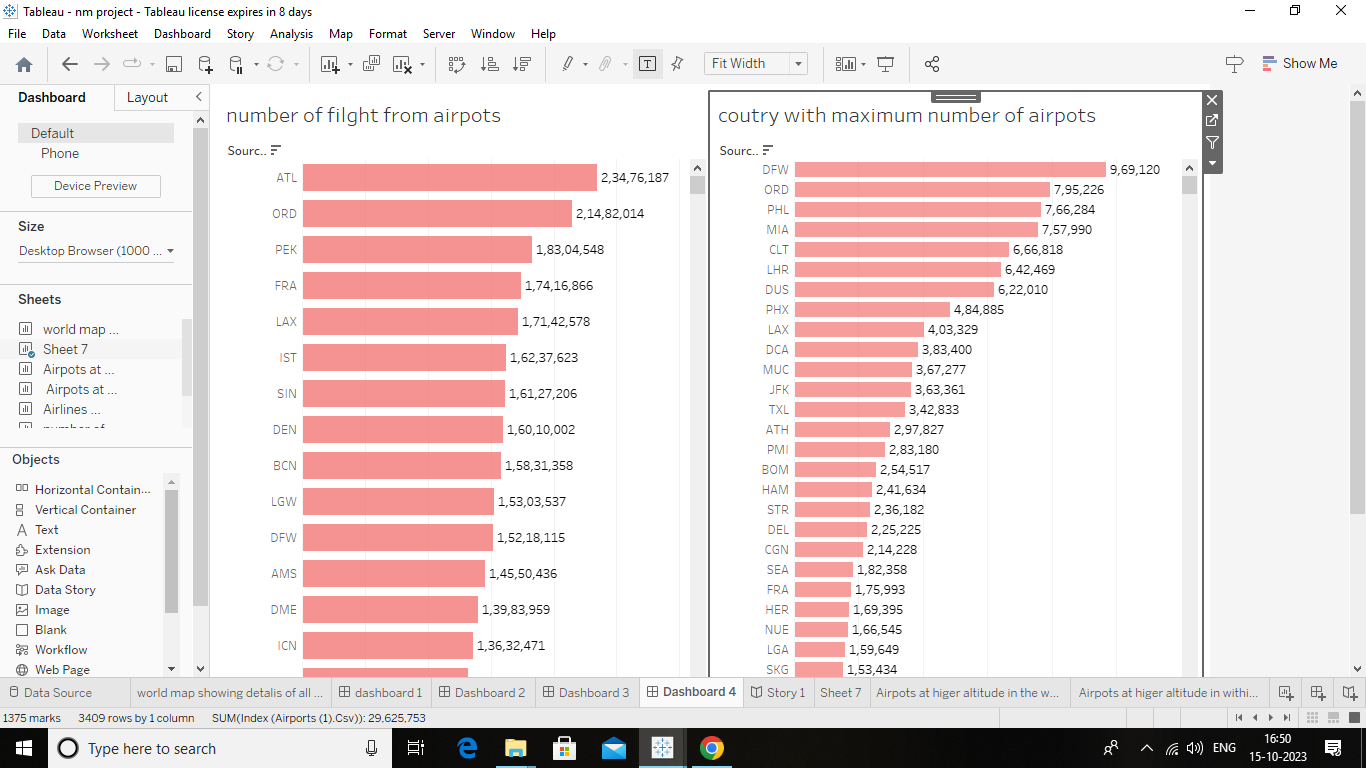 Tableau - nm project - Tableau license expires in 8 days
File Data Worksheet Dashboard Story Analysis Map Format Server Window Help
Fit Width
Show Me
Dashboard Layout
Default
Phone
Device Preview
Size
Desktop Browser (1000 ...
Sheets
world map ...
Sheet 7
Airpots at ...
Airpots at ...
Airlines ...
number of
Objects
Horizontal Contain...
Vertical Container
Text
Extension
Ask Data
Data Story
Image
Blank
Workflow
Web Page
number of filght from airpots
Sourc..
ATL 2,34,76,187
ORD 2,14,82,014
PEK 1,83,04,548
FRA 1,74,16,866
LAX 1,71,42,578
IST 1,62,37,623
SIN 1,61,27,206
DEN 1,60,10,002
BCN 1,58,31,358
LGW 1,53,03,537
DFW 1,52,18,115
AMS 1,45,50,436
DME 1,39,83,959
ICN 1,36,32,471
coutry with maximum number of airpots
Sourc..
DFW 9,69,120
ORD 7,95,226
PHL 7,66,284
MIA 7,57,990
CLT 6,66,818
LHR 6,42,469
DUS 6,22,010
PHX 4,84,885
LAX 4,03,329
DCA 3,83,400
MUC 3,67,277
JFK 3,63,361
TXL 3,42,833
ATH 2,97,827
PMI 2,83,180
BOM 2,54,517
HAM 2,41,634
STR 2,36,182
DEL 2,25,225
CGN 2,14,228
SEA 1,82,358
FRA 1,75,993
HER 1,69,395
NUE 1,66,545
LGA 1,59,649
SKG 1,53,434
Data Source world map showing detalis of all ... dashboard 1 Dashboard 2 Dashboard 3 Dashboard 4 Story 1 Sheet 7 Airpots at higer altitude in the w... Airpots at higer altitude in withi...
1375 marks 3409 rows by 1 column SUM(Index (Airports (1).Csv)): 29,625,753
Type here to search
ENG
16:50
15-10-2023